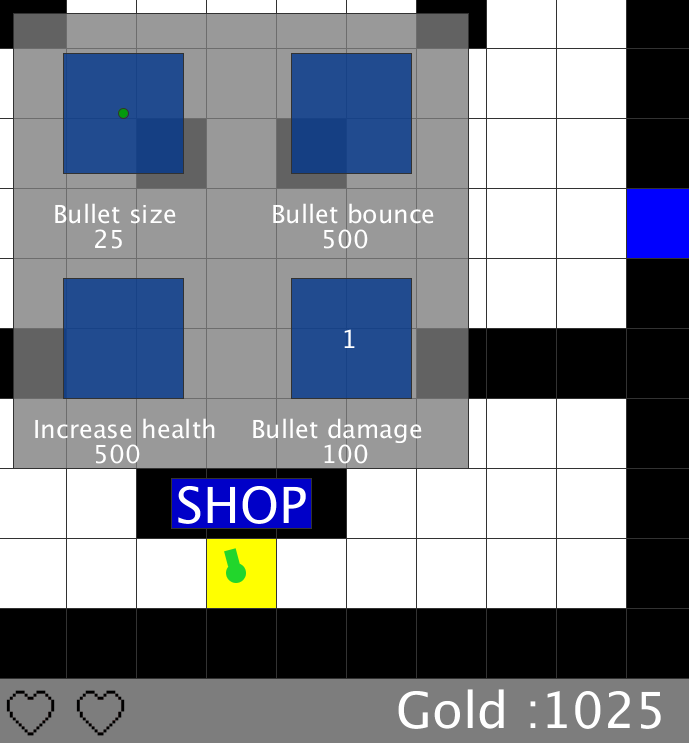 Bullet size
25
Bullet bounce
500
1
Increase health
500
Bullet damage
100
SHOP
Gold :1025